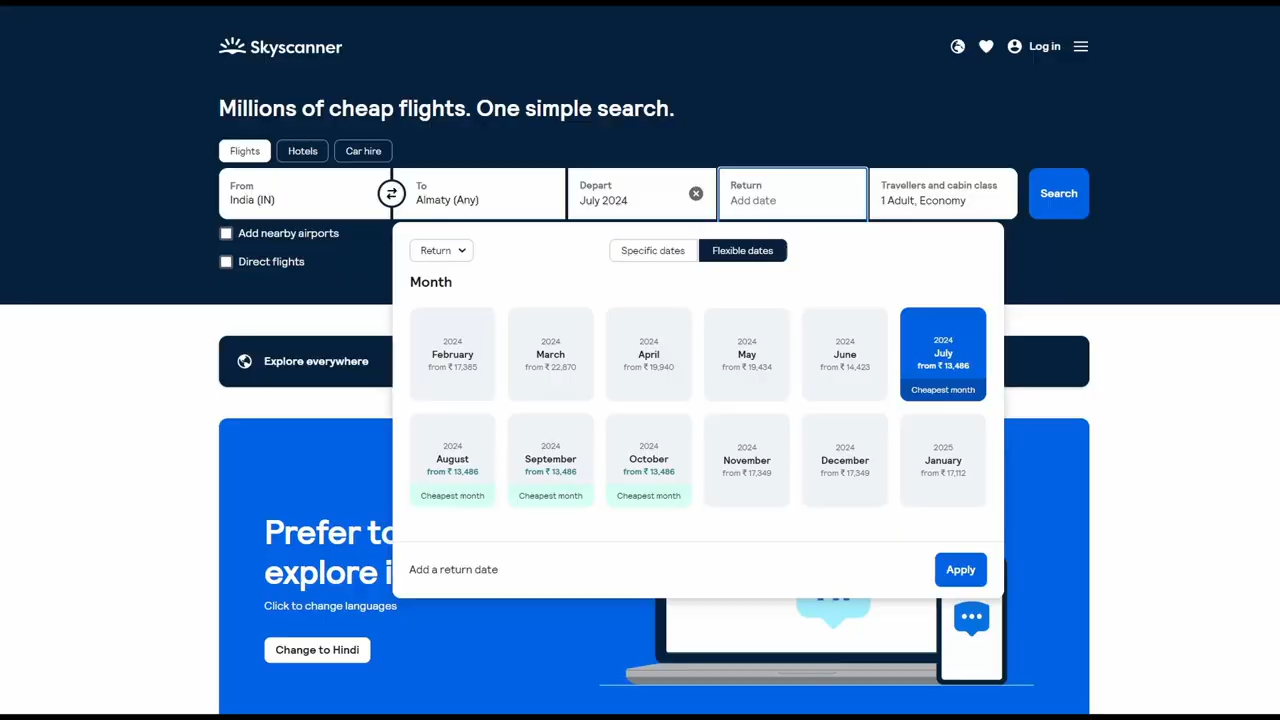 Skyscanner
Log in
Millions of cheap flights. One simple search.
Flights
Hotels
Car hire
From
India (IN)
To
Almaty (Any)
Depart
July 2024
Return
Add date
Travellers and cabin class
1 Adult, Economy
Search
Add nearby airports
Direct flights
Return
Specific dates
Flexible dates
Month
2024
February
from ₹ 17,385
2024
March
from ₹ 22,870
2024
April
from ₹ 19,940
2024
May
from ₹ 19,434
2024
June
from ₹ 14,423
2024
July
from ₹ 13,486
Cheapest month
2024
August
from ₹ 13,486
Cheapest month
2024
September
from ₹ 13,486
Cheapest month
2024
October
from ₹ 13,486
Cheapest month
2024
November
from ₹ 17,349
2024
December
from ₹ 17,349
2025
January
from ₹ 17,112
Add a return date
Apply
Explore everywhere
Prefer to
explore i
Click to change languages
Change to Hindi